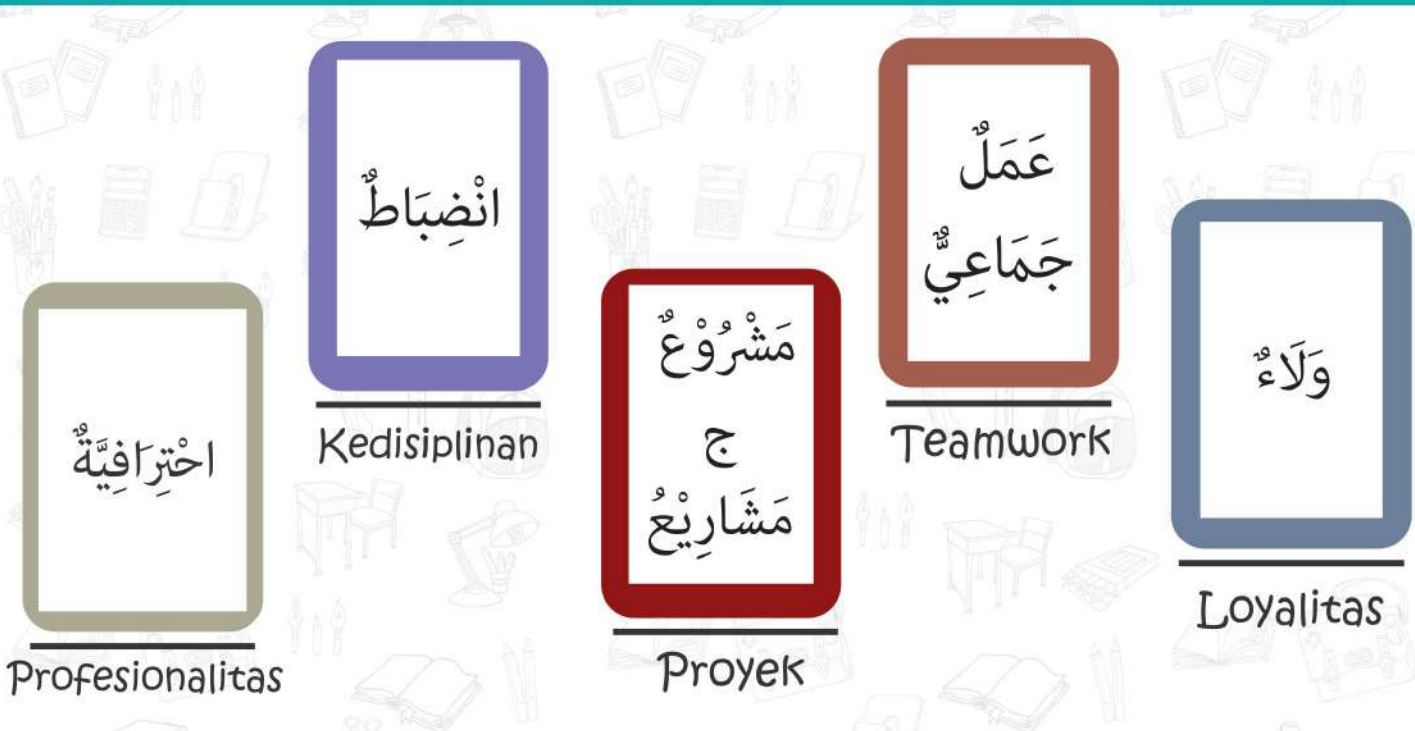 احْتِرَافِيَّةٌ
Profesionalitas
انْضِبَاطٌ
Kedisiplinan
مَشْرُوْعٌ
ج
مَشَارِيْعُ
Proyek
عَمَلٌ
جَمَاعِيٌّ
Teamwork
وَلَاءٌ
Loyalitas